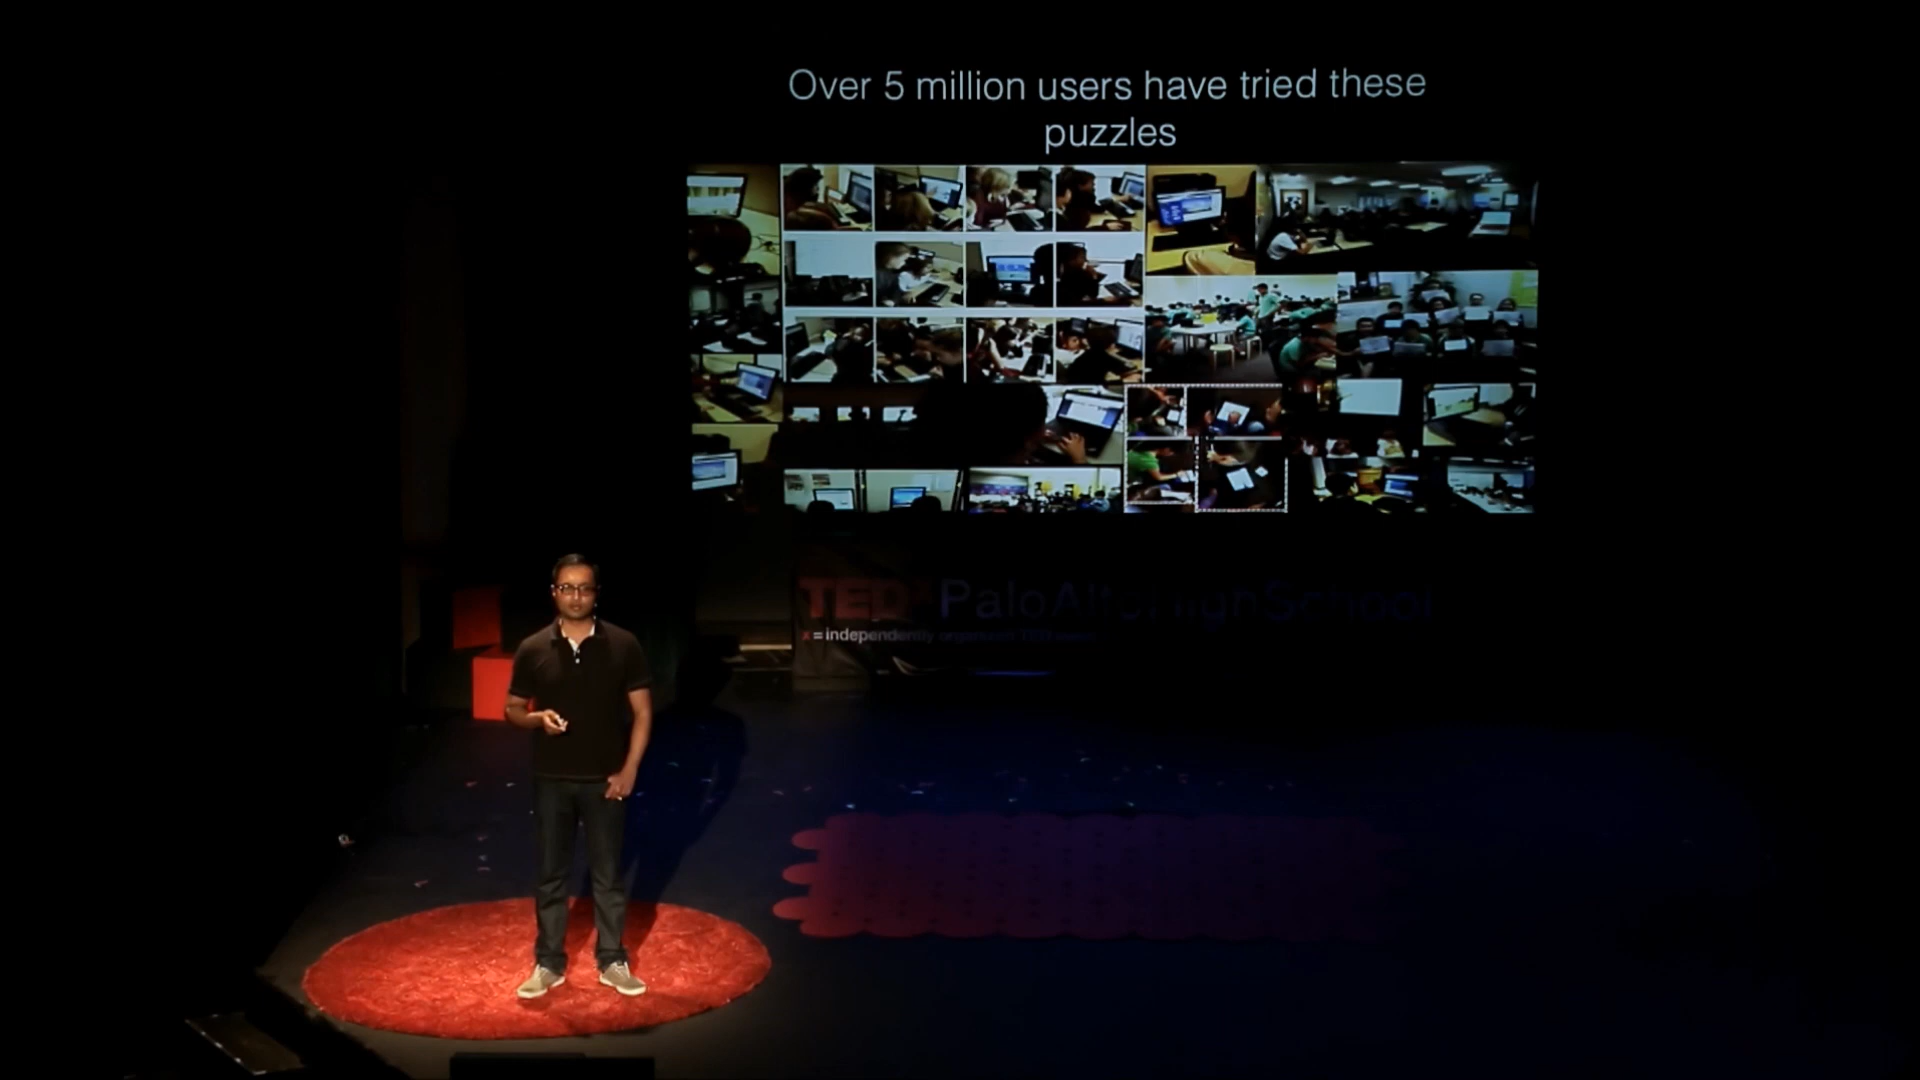 Over 5 million users have tried these
puzzles
TEDx PaloAltoHighSchool
x = independently organized TED event